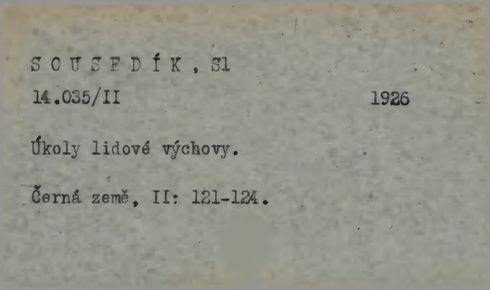 S O U S E D Í K , Sl
14.035/II 1926
Úkoly lidové výchovy.
Černá země, II: 121-124.